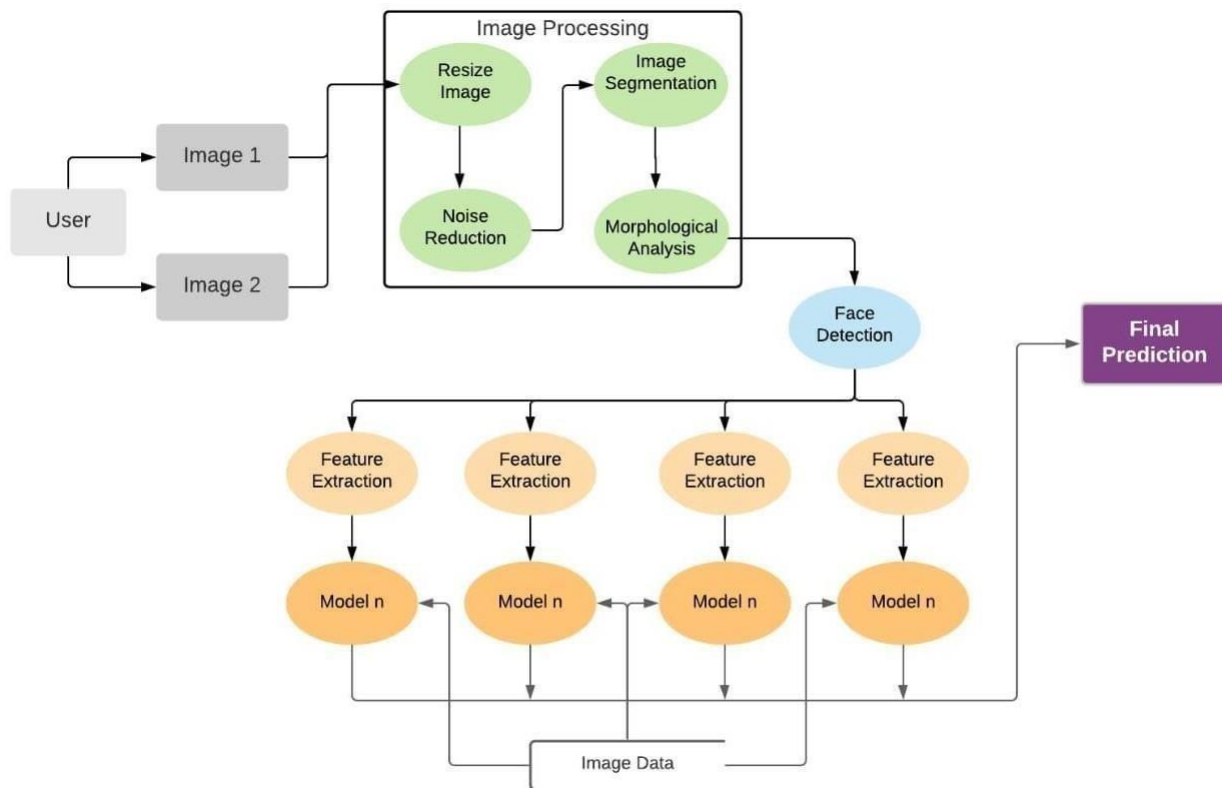 Image Processing
Resize
Image
Image
Segmentation
Image 1
User
Noise
Reduction
Morphological
Analysis
Image 2
Face
Detection
Final
Prediction
Feature
Extraction
Feature
Extraction
Feature
Extraction
Feature
Extraction
Model n
Model n
Model n
Model n
Image Data